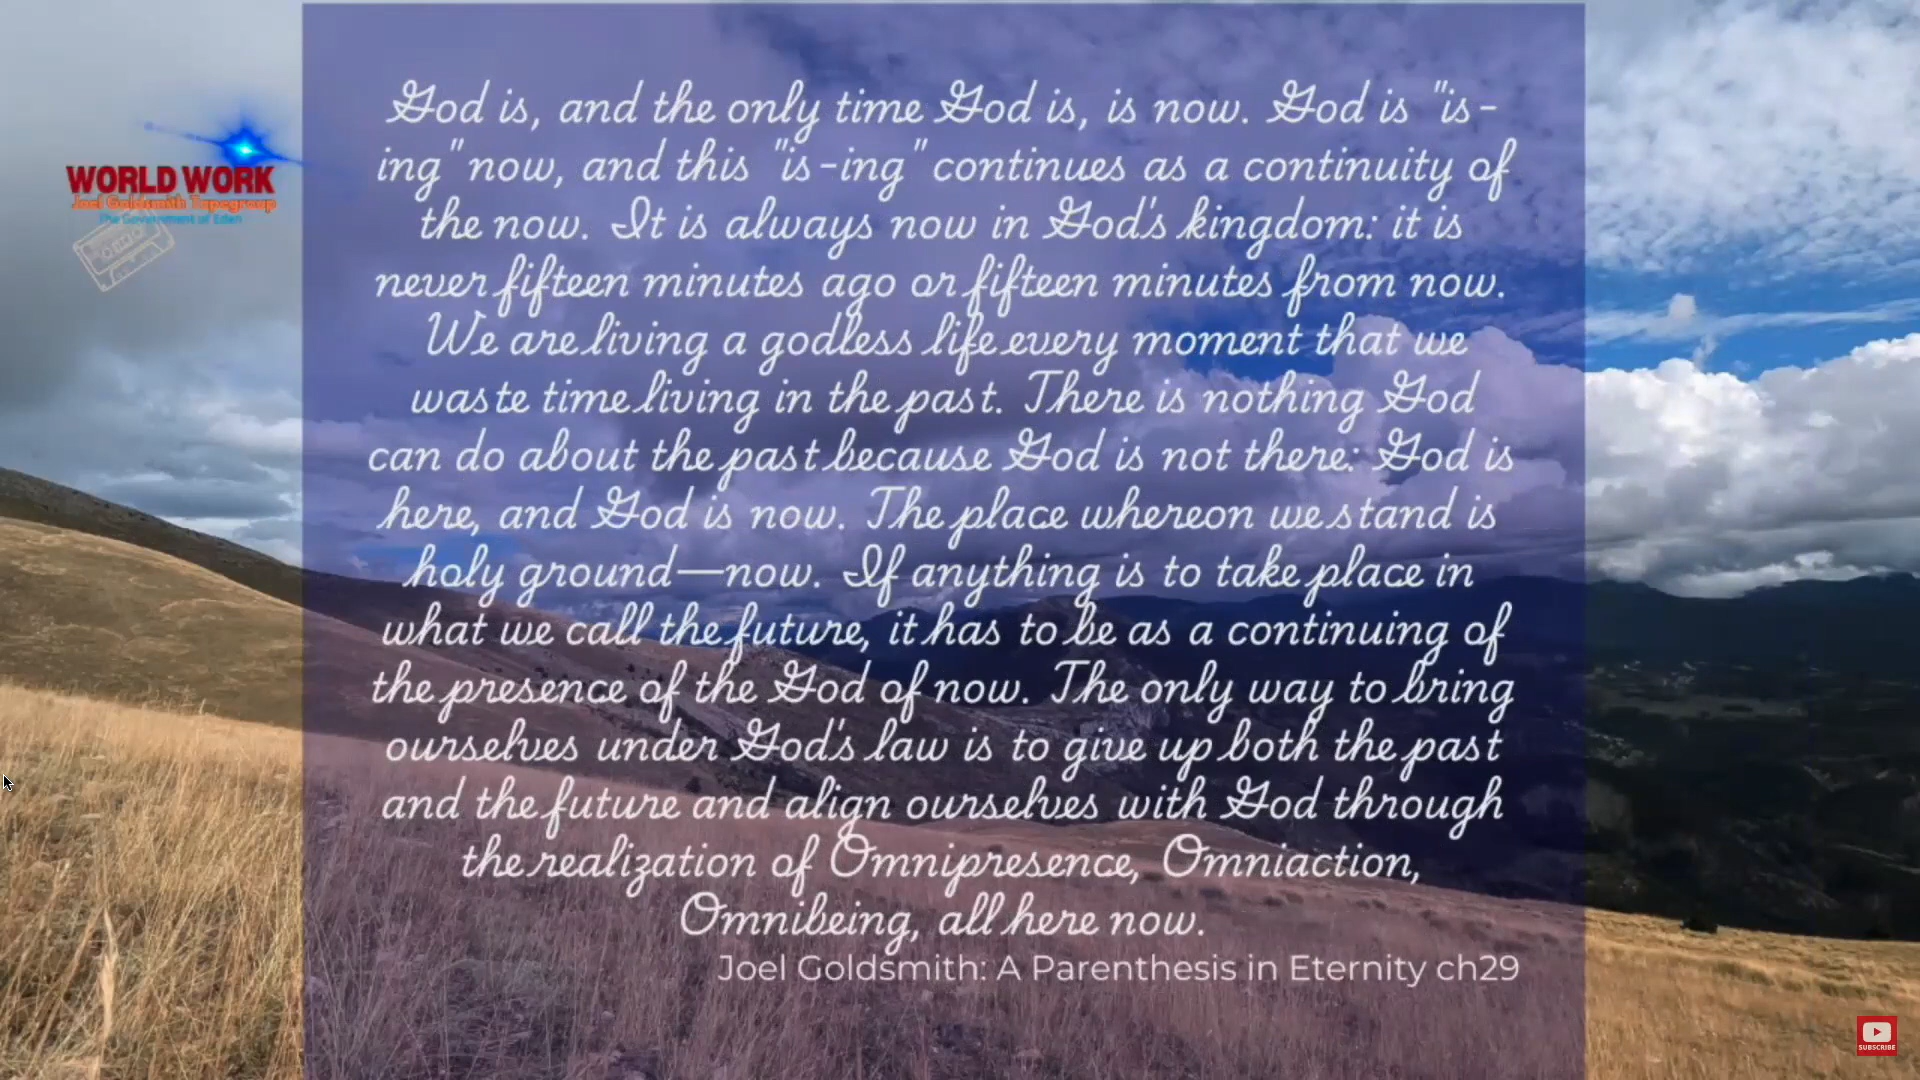 God is, and the only time God is, is now. God is "is-
ing" now, and this "is-ing" continues as a continuity of
the now. It is always now in God's kingdom: it is
never fifteen minutes ago or fifteen minutes from now.
We are living a godless life every moment that we
waste time living in the past. There is nothing God
can do about the past because God is not there: God is
here, and God is now. The place whereon we stand is
holy ground—now. If anything is to take place in
what we call the future, it has to be as a continuing of
the presence of the God of now. The only way to bring
ourselves under God's law is to give up both the past
and the future and align ourselves with God through
the realization of Omnipresence, Omniaction,
Omnibeing, all here now.
Joel Goldsmith: A Parenthesis in Eternity ch29
WORLD WORK
Joel Goldsmith Tapegroup
The Government of Eden
SUBSCRIBE